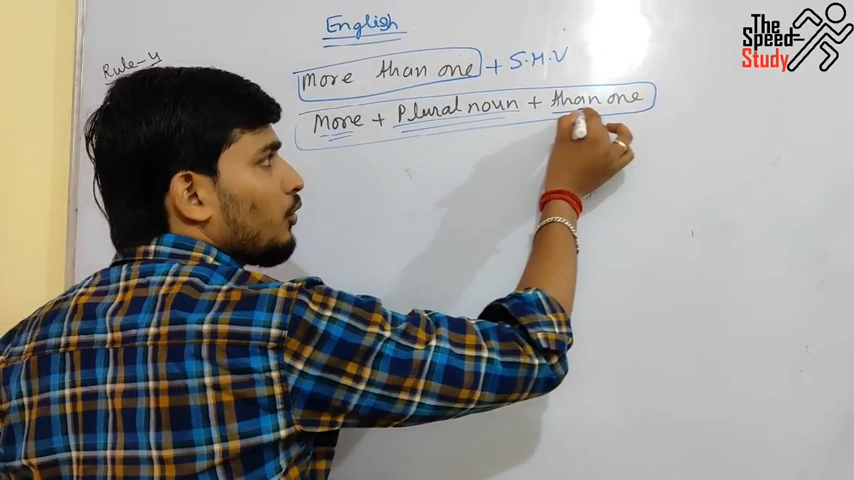 The
Speed
Study
English
Rule-4
More than one + S.H.V
More + Plural noun + than one